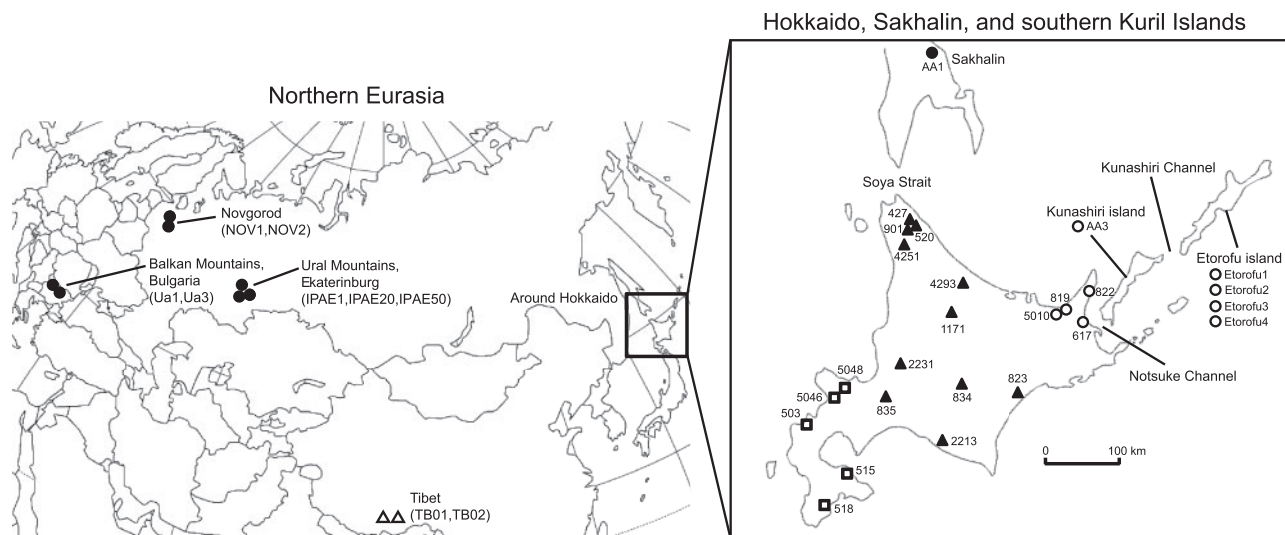 Hokkaido, Sakhalin, and southern Kuril Islands
Northern Eurasia
Novgorod
(NOV1,NOV2)
Balkan Mountains,
Bulgaria
(Ua1,Ua3)
Ural Mountains,
Ekaterinburg
(IPAE1,IPAE20,IPAE50)
Around Hokkaido
Tibet
(TB01,TB02)
AA1
Sakhalin
Soya Strait
Kunashiri Channel
Kunashiri island
AA3
Etorofu island
Etorofu1
Etorofu2
Etorofu3
Etorofu4
427
901
520
4251
4293
1171
819
822
5010
617
Notsuke Channel
2231
5048
5046
503
835
834
823
2213
515
518
0 100 km